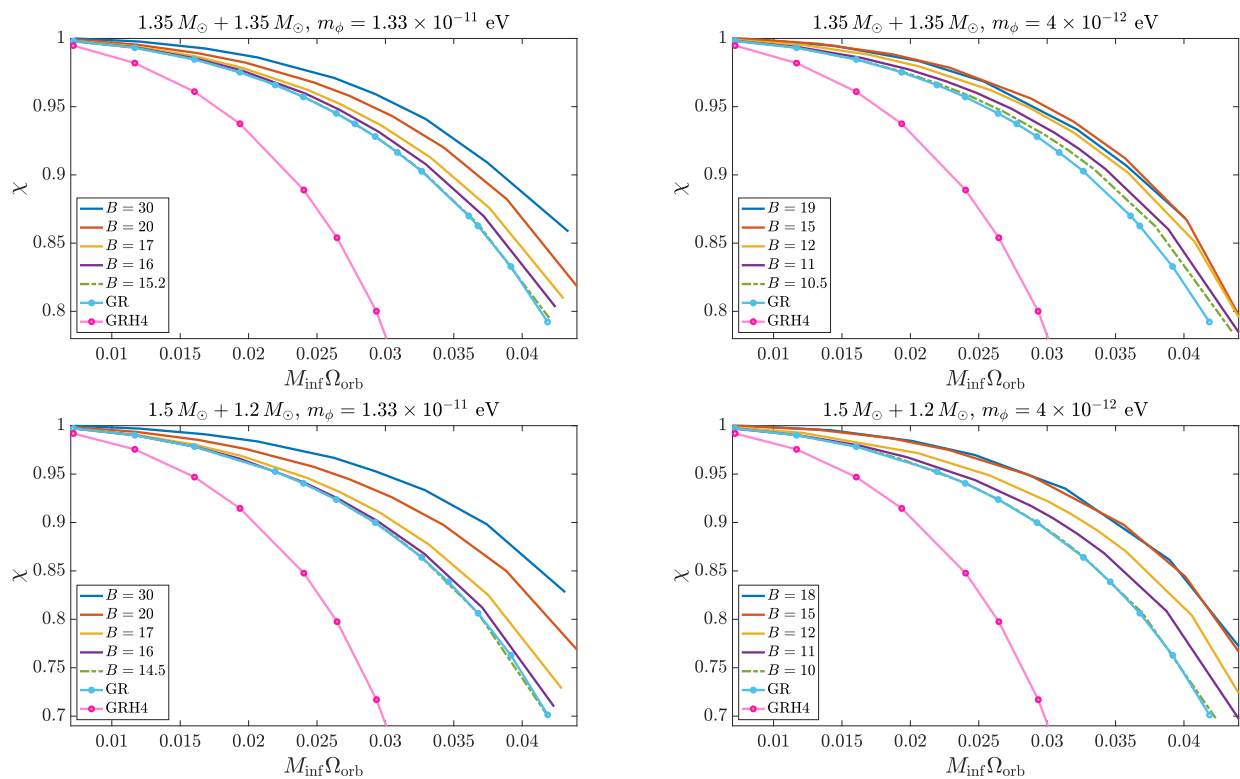 1.35 M⊙ + 1.35 M⊙, mϕ = 1.33 × 10⁻¹¹ eV
1
0.95
0.9
0.85
0.8
χ
B = 30
B = 20
B = 17
B = 16
B = 15.2
GR
GRH4
0.01 0.015 0.02 0.025 0.03 0.035 0.04
M_inf Ω_orb
1.35 M⊙ + 1.35 M⊙, mϕ = 4 × 10⁻¹² eV
1
0.95
0.9
0.85
0.8
χ
B = 19
B = 15
B = 12
B = 11
B = 10.5
GR
GRH4
0.01 0.015 0.02 0.025 0.03 0.035 0.04
M_inf Ω_orb
1.5 M⊙ + 1.2 M⊙, mϕ = 1.33 × 10⁻¹¹ eV
1
0.95
0.9
0.85
0.8
0.75
0.7
χ
B = 30
B = 20
B = 17
B = 16
B = 14.5
GR
GRH4
0.01 0.015 0.02 0.025 0.03 0.035 0.04
M_inf Ω_orb
1.5 M⊙ + 1.2 M⊙, mϕ = 4 × 10⁻¹² eV
1
0.95
0.9
0.85
0.8
0.75
0.7
χ
B = 18
B = 15
B = 12
B = 11
B = 10
GR
GRH4
0.01 0.015 0.02 0.025 0.03 0.035 0.04
M_inf Ω_orb